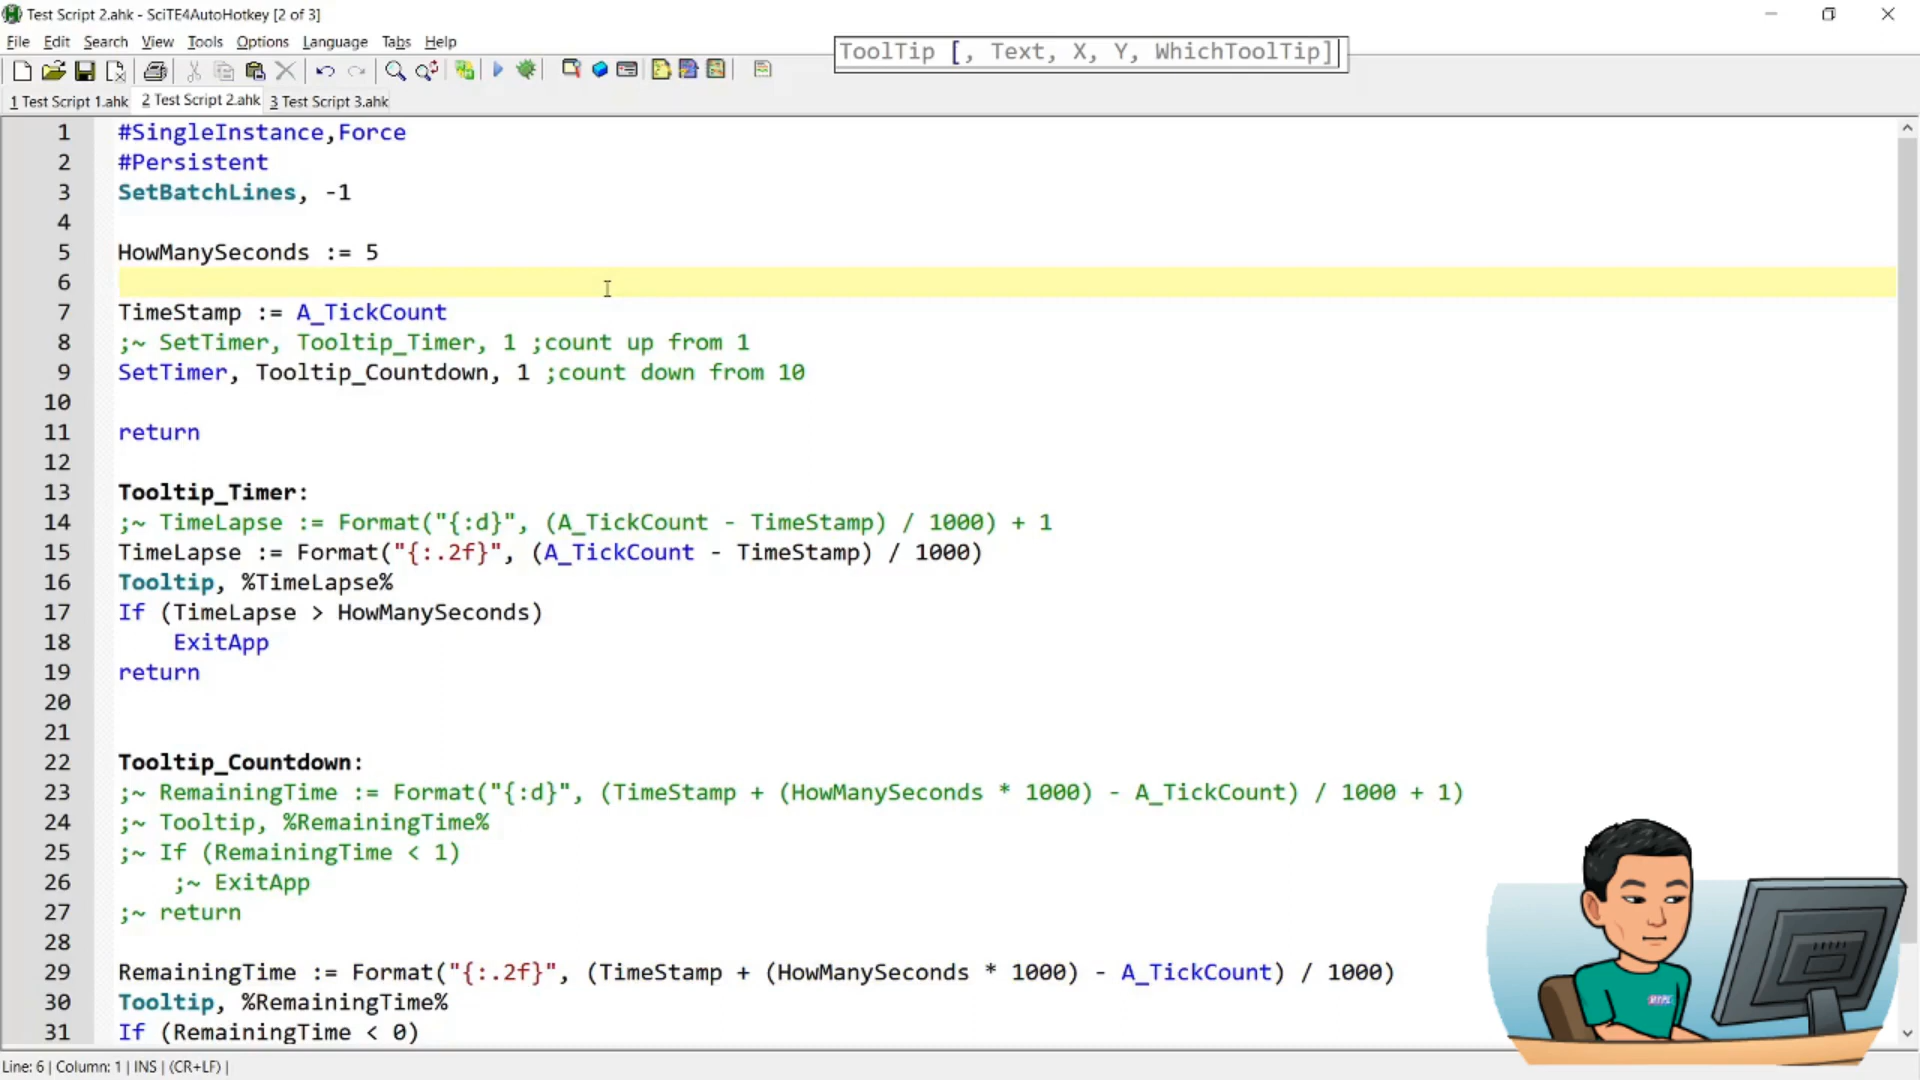 Test Script 2.ahk - SciTE4AutoHotkey [2 of 3]
File Edit Search View Tools Options Language Tabs Help
ToolTip [, Text, X, Y, WhichToolTip]
1 Test Script 1.ahk 2 Test Script 2.ahk 3 Test Script 3.ahk
1 #SingleInstance,Force
2 #Persistent
3 SetBatchLines, -1
4
5 HowManySeconds := 5
6
7 TimeStamp := A_TickCount
8 ;~ SetTimer, Tooltip_Timer, 1 ;count up from 1
9 SetTimer, Tooltip_Countdown, 1 ;count down from 10
10
11 return
12
13 Tooltip_Timer:
14 ;~ TimeLapse := Format("{:d}", (A_TickCount - TimeStamp) / 1000) + 1
15 TimeLapse := Format("{:.2f}", (A_TickCount - TimeStamp) / 1000)
16 Tooltip, %TimeLapse%
17 If (TimeLapse > HowManySeconds)
18 ExitApp
19 return
20
21
22 Tooltip_Countdown:
23 ;~ RemainingTime := Format("{:d}", (TimeStamp + (HowManySeconds * 1000) - A_TickCount) / 1000 + 1)
24 ;~ Tooltip, %RemainingTime%
25 ;~ If (RemainingTime < 1)
26 ;~ ExitApp
27 ;~ return
28
29 RemainingTime := Format("{:.2f}", (TimeStamp + (HowManySeconds * 1000) - A_TickCount) / 1000)
30 Tooltip, %RemainingTime%
31 If (RemainingTime < 0)
Line: 6 | Column: 1 | INS | (CR+LF) |